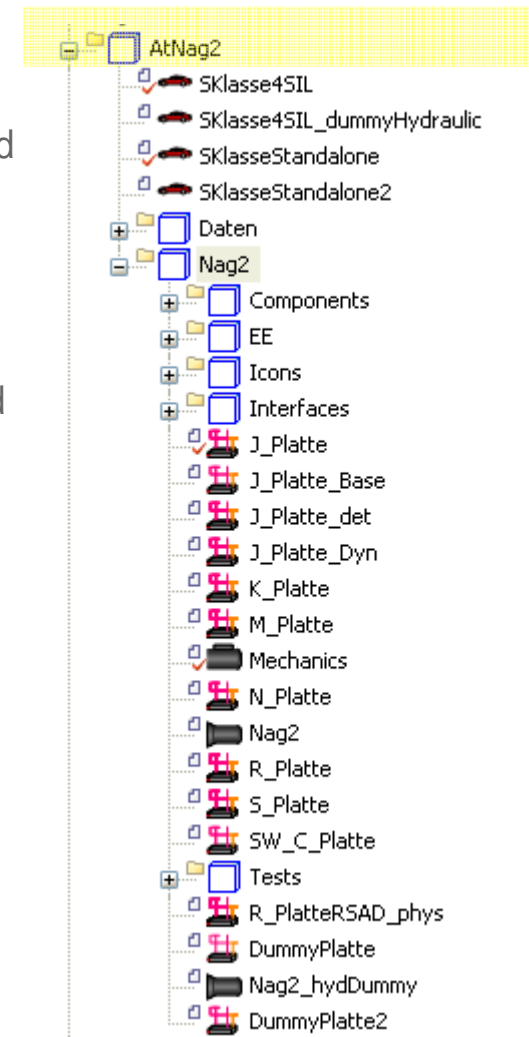 AtNag2
SKlasse4SIL
d
SKlasse4SIL_dummyHydraulic
SKlasseStandalone
SKlasseStandalone2
Daten
Nag2
Components
EE
Icons
d
Interfaces
J_Platte
J_Platte_Base
J_Platte_det
J_Platte_Dyn
K_Platte
M_Platte
Mechanics
N_Platte
Nag2
R_Platte
S_Platte
SW_C_Platte
Tests
R_PlatteRSAD_phys
DummyPlatte
Nag2_hydDummy
DummyPlatte2